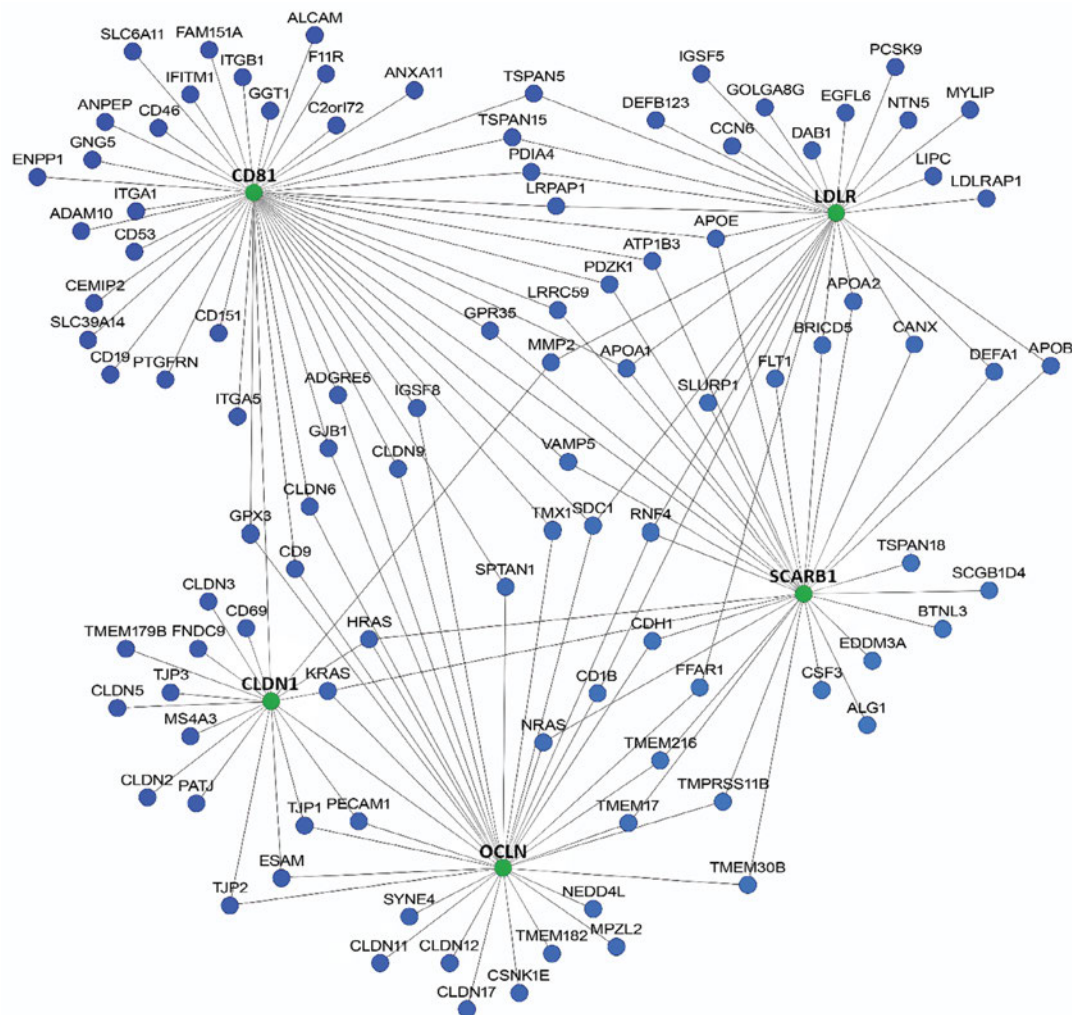 ALCAM
SLC6A11
FAM151A
ITGB1
F11R
PCSK9
IFITM1
ANXA11
TSPAN5
IGSF5
GGT1
GOLGA8G
EGFL6
MYLIP
ANPEP
CD46
C2orl72
DEFB123
NTN5
TSPAN15
CCN6
DAB1
GNG5
ENPP1
PDIA4
LIPC
CD81
LRPAP1
LDLR
LDLRAP1
ITGA1
ADAM10
CD53
APOE
ATP1B3
CEMIP2
PDZK1
APOA2
SLC39A14
CD151
LRRC59
GPR35
BRICD5
CANX
CD19
PTGFRN
MMP2
APOA1
FLT1
DEFA1
APOB
ADGRE5
IGSF8
SLURP1
ITGA5
GJB1
CLDN9
VAMP5
CLDN6
GPX3
TMX1
SDC1
RNF4
CD9
TSPAN18
SPTAN1
SCARB1
SCGB1D4
CLDN3
CD69
BTNL3
TMEM179B
FNDC9
HRAS
CDH1
EDDM3A
TJP3
CLDN1
KRAS
CD1B
FFAR1
CSF3
CLDN5
MS4A3
ALG1
NRAS
TMEM216
CLDN2
PATJ
TMPRSS11B
TJP1
PECAM1
TMEM17
OCLN
ESAM
TMEM30B
TJP2
SYNE4
NEDD4L
CLDN11
CLDN12
TMEM182
MPZL2
CSNK1E
CLDN17